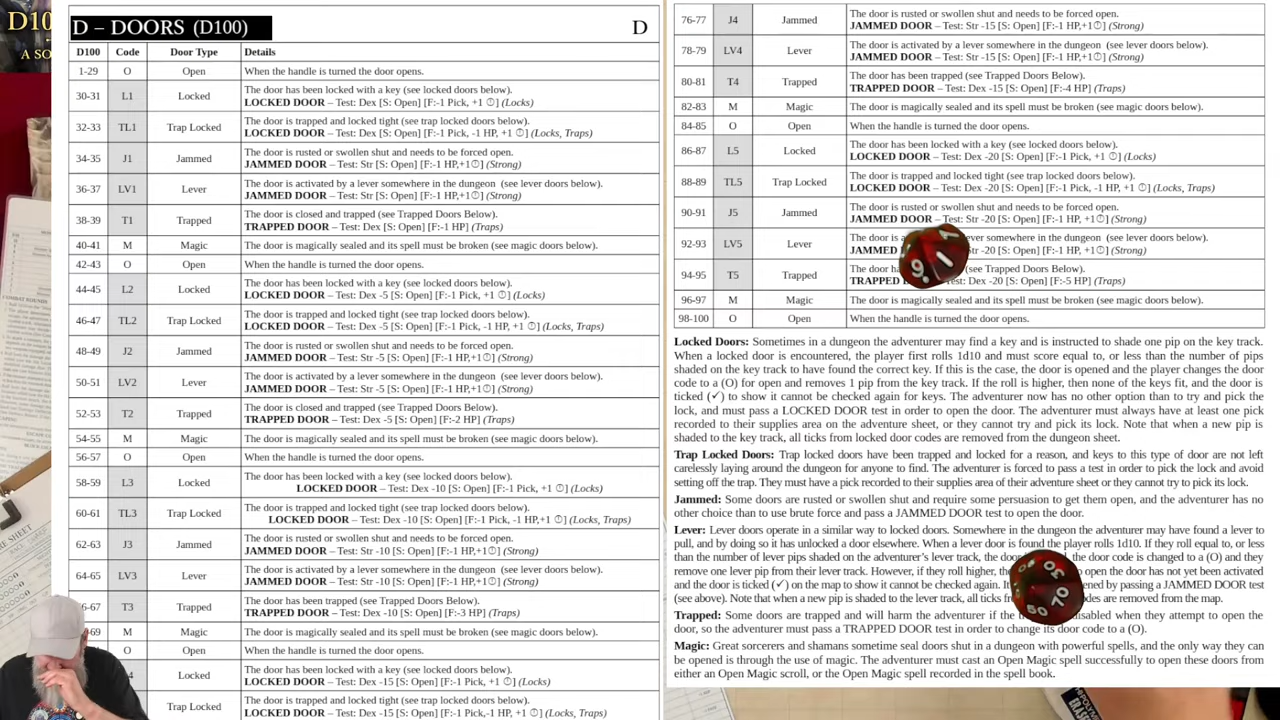 D10
A SO
D – DOORS (D100)
D
D100 Code Door Type Details
1-29 O Open When the handle is turned the door opens.
30-31 L1 Locked The door has been locked with a key (see locked doors below).
LOCKED DOOR – Test: Dex [S: Open] [F:-1 Pick, +1 ⏱] (Locks)
32-33 TL1 Trap Locked The door is trapped and locked tight (see trap locked doors below).
LOCKED DOOR – Test: Dex [S: Open] [F:-1 Pick, -1 HP, +1 ⏱] (Locks, Traps)
34-35 J1 Jammed The door is rusted or swollen shut and needs to be forced open.
JAMMED DOOR – Test: Str [S: Open] [F:-1 HP,+1⏱] (Strong)
36-37 LV1 Lever The door is activated by a lever somewhere in the dungeon (see lever doors below).
JAMMED DOOR – Test: Str [S: Open] [F:-1 HP,+1⏱] (Strong)
38-39 T1 Trapped The door is closed and trapped (see Trapped Doors Below).
TRAPPED DOOR – Test: Dex [S: Open] [F:-1 HP] (Traps)
40-41 M Magic The door is magically sealed and its spell must be broken (see magic doors below).
42-43 O Open When the handle is turned the door opens.
44-45 L2 Locked The door has been locked with a key (see locked doors below).
LOCKED DOOR – Test: Dex -5 [S: Open] [F:-1 Pick, +1 ⏱] (Locks)
46-47 TL2 Trap Locked The door is trapped and locked tight (see trap locked doors below).
LOCKED DOOR – Test: Dex -5 [S: Open] [F:-1 Pick, -1 HP, +1 ⏱] (Locks, Traps)
48-49 J2 Jammed The door is rusted or swollen shut and needs to be forced open.
JAMMED DOOR – Test: Str -5 [S: Open] [F:-1 HP,+1⏱] (Strong)
50-51 LV2 Lever The door is activated by a lever somewhere in the dungeon (see lever doors below).
JAMMED DOOR – Test: Str -5 [S: Open] [F:-1 HP,+1⏱] (Strong)
52-53 T2 Trapped The door is closed and trapped (see Trapped Doors Below).
TRAPPED DOOR – Test: Dex -5 [S: Open] [F:-2 HP] (Traps)
54-55 M Magic The door is magically sealed and its spell must be broken (see magic doors below).
56-57 O Open When the handle is turned the door opens.
58-59 L3 Locked The door has been locked with a key (see locked doors below).
LOCKED DOOR – Test: Dex -10 [S: Open] [F:-1 Pick, +1 ⏱] (Locks)
60-61 TL3 Trap Locked The door is trapped and locked tight (see trap locked doors below).
LOCKED DOOR – Test: Dex -10 [S: Open] [F:-1 Pick, -1 HP,+1 ⏱] (Locks, Traps)
62-63 J3 Jammed The door is rusted or swollen shut and needs to be forced open.
JAMMED DOOR – Test: Str -10 [S: Open] [F:-1 HP,+1⏱] (Strong)
64-65 LV3 Lever The door is activated by a lever somewhere in the dungeon (see lever doors below).
JAMMED DOOR – Test: Str -10 [S: Open] [F:-1 HP,+1⏱] (Strong)
-67 T3 Trapped The door has been trapped (see Trapped Doors Below).
TRAPPED DOOR – Test: Dex -10 [S: Open] [F:-3 HP] (Traps)
-69 M Magic The door is magically sealed and its spell must be broken (see magic doors below).
O Open When the handle is turned the door opens.
Locked The door has been locked with a key (see locked doors below).
LOCKED DOOR – Test: Dex -15 [S: Open] [F:-1 Pick,+1 ⏱] (Locks)
Trap Locked The door is trapped and locked tight (see trap locked doors below).
LOCKED DOOR – Test: Dex -15 [S: Open] [F:-1 Pick,-1 HP, +1 ⏱] (Locks, Traps)
76-77 J4 Jammed The door is rusted or swollen shut and needs to be forced open.
JAMMED DOOR – Test: Str -15 [S: Open] [F:-1 HP,+1⏱] (Strong)
78-79 LV4 Lever The door is activated by a lever somewhere in the dungeon (see lever doors below).
JAMMED DOOR – Test: Str -15 [S: Open] [F:-1 HP,+1⏱] (Strong)
80-81 T4 Trapped The door has been trapped (see Trapped Doors Below).
TRAPPED DOOR – Test: Dex -15 [S: Open] [F:-4 HP] (Traps)
82-83 M Magic The door is magically sealed and its spell must be broken (see magic doors below).
84-85 O Open When the handle is turned the door opens.
86-87 L5 Locked The door has been locked with a key (see locked doors below).
LOCKED DOOR – Test: Dex -20 [S: Open] [F:-1 Pick, +1 ⏱] (Locks)
88-89 TL5 Trap Locked The door is trapped and locked tight (see trap locked doors below).
LOCKED DOOR – Test: Dex -20 [S: Open] [F:-1 Pick, -1 HP, +1 ⏱] (Locks, Traps)
90-91 J5 Jammed The door is rusted or swollen shut and needs to be forced open.
JAMMED DOOR – Test: Str -20 [S: Open] [F:-1 HP,+1⏱] (Strong)
92-93 LV5 Lever The door is a ever somewhere in the dungeon (see lever doors below).
JAMMED -20 [S: Open] [F:-1 HP,+1⏱] (Strong)
94-95 T5 Trapped The door ha (see Trapped Doors Below).
TRAPPED Dex -20 [S: Open] [F:-5 HP] (Traps)
96-97 M Magic The door is magically sealed and its spell must be broken (see magic doors below).
98-100 O Open When the handle is turned the door opens.
Locked Doors: Sometimes in a dungeon the adventurer may find a key and is instructed to shade one pip on the key track.
When a locked door is encountered, the player first rolls 1d10 and must score equal to, or less than the number of pips
shaded on the key track to have found the correct key. If this is the case, the door is opened and the player changes the door
code to a (O) for open and removes 1 pip from the key track. If the roll is higher, then none of the keys fit, and the door is
ticked (✓) to show it cannot be checked again for keys. The adventurer now has no other option than to try and pick the
lock, and must pass a LOCKED DOOR test in order to open the door. The adventurer must always have at least one pick
recorded to their supplies area on the adventure sheet, or they cannot try and pick its lock. Note that when a new pip is
shaded to the key track, all ticks from locked door codes are removed from the dungeon sheet.
Trap Locked Doors: Trap locked doors have been trapped and locked for a reason, and keys to this type of door are not left
carelessly laying around the dungeon for anyone to find. The adventurer is forced to pass a test in order to pick the lock and avoid
setting off the trap. They must have a pick recorded to their supplies area of their adventure sheet or they cannot try to pick its lock.
Jammed: Some doors are rusted or swollen shut and require some persuasion to get them open, and the adventurer has no
other choice than to use brute force and pass a JAMMED DOOR test to open the door.
Lever: Lever doors operate in a similar way to locked doors. Somewhere in the dungeon the adventurer may have found a lever to
pull, and by doing so it has unlocked a door elsewhere. When a lever door is found the player rolls 1d10. If they roll equal to, or less
than the number of lever pips shaded on the adventurer's lever track, the doo , the door code is changed to a (O) and they
remove one lever pip from their lever track. However, if they roll higher, the to open the door has not yet been activated
and the door is ticked (✓) on the map to show it cannot be checked again. It ened by passing a JAMMED DOOR test
(see above). Note that when a new pip is shaded to the lever track, all ticks fr des are removed from the map.
Trapped: Some doors are trapped and will harm the adventurer if the disabled when they attempt to open the
door, so the adventurer must pass a TRAPPED DOOR test in order to change its door code to a (O).
Magic: Great sorcerers and shamans sometime seal doors shut in a dungeon with powerful spells, and the only way they can
be opened is through the use of magic. The adventurer must cast an Open Magic spell successfully to open these doors from
either an Open Magic scroll, or the Open Magic spell recorded in the spell book.
9. 1
50 70
COMBAT ROUNDS